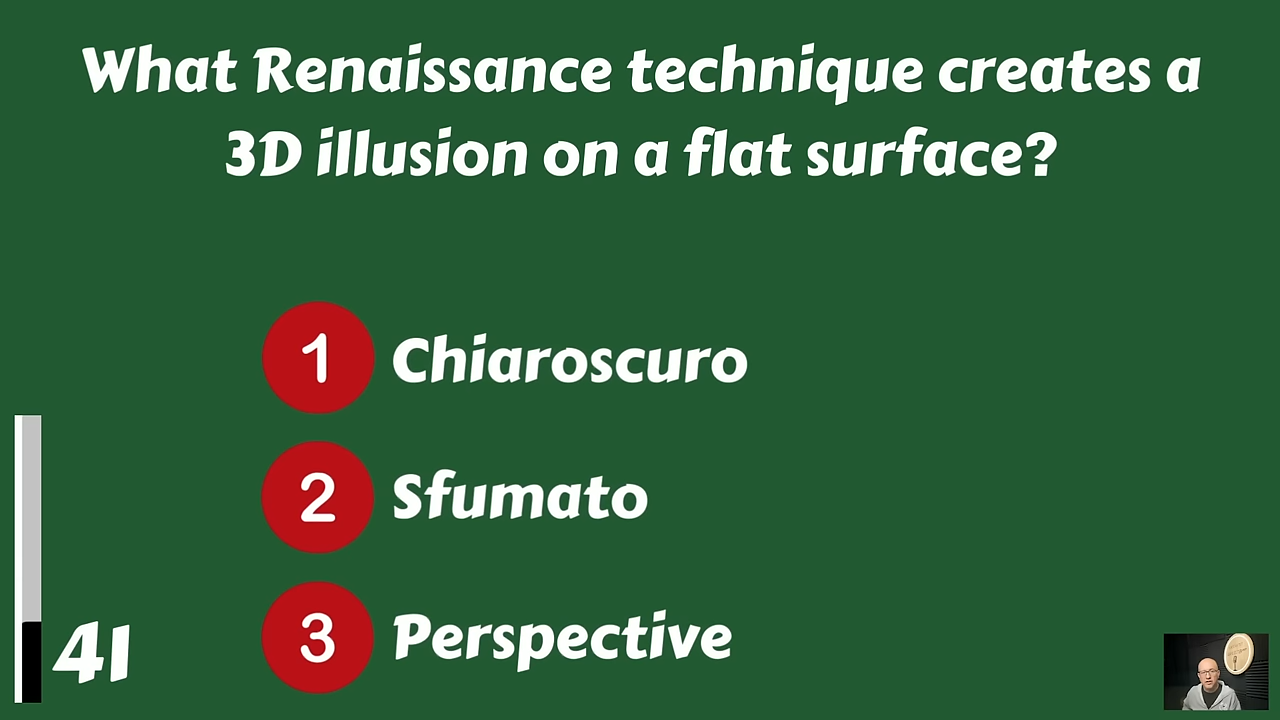 What Renaissance technique creates a
3D illusion on a flat surface?
1 Chiaroscuro
2 Sfumato
3 Perspective
41